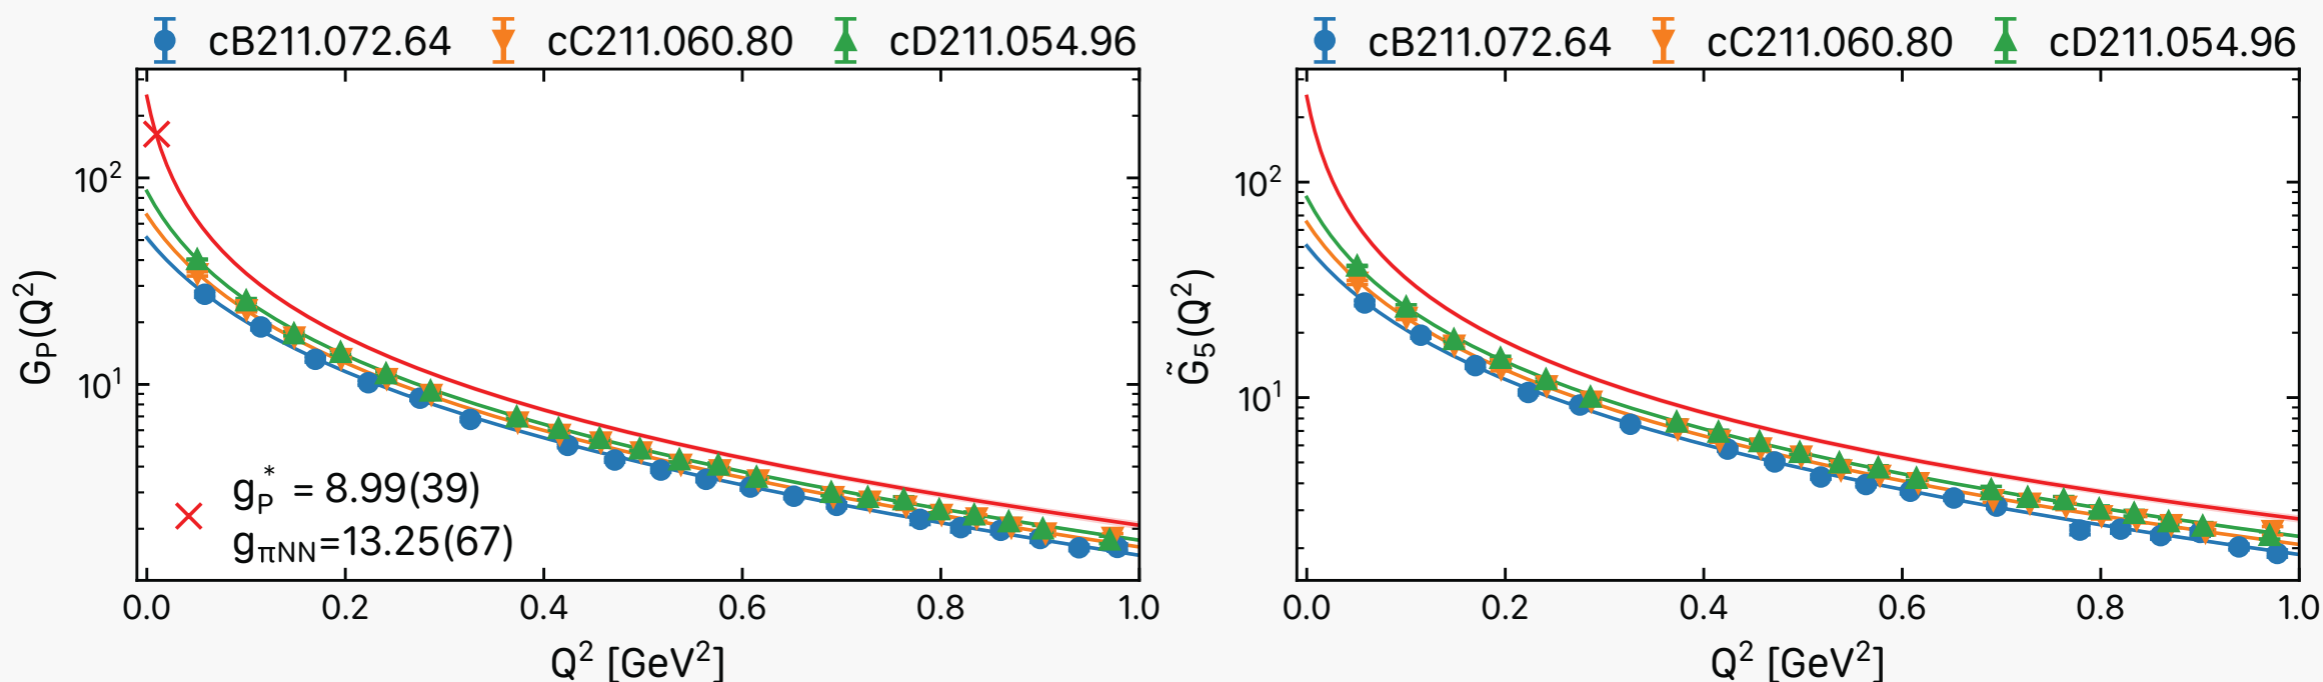 cB211.072.64 cC211.060.80 cD211.054.96
G_P(Q²)
10²
10¹
g_P^* = 8.99(39)
g_πNN=13.25(67)
0.0 0.2 0.4 0.6 0.8 1.0
Q² [GeV²]
cB211.072.64 cC211.060.80 cD211.054.96
G̃₅(Q²)
10²
10¹
0.0 0.2 0.4 0.6 0.8 1.0
Q² [GeV²]